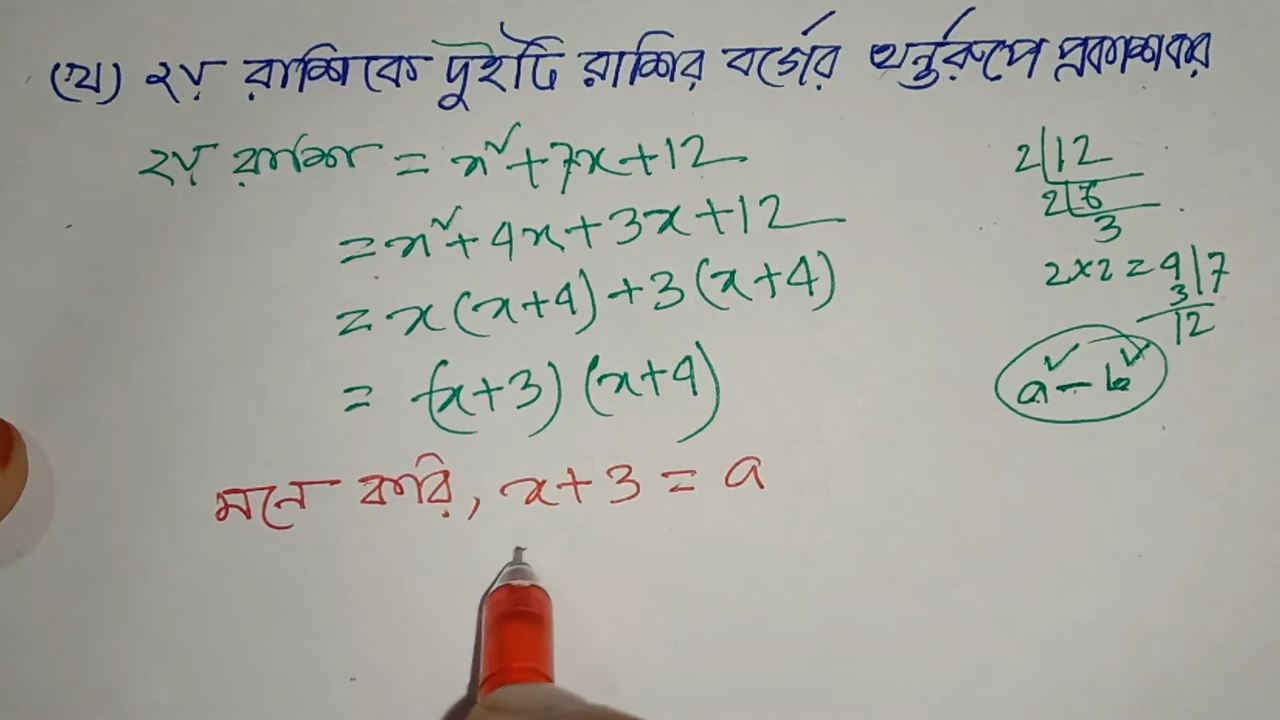 (খ) ২য় রাশিকে দুইটি রাশির বর্গের অন্তররুপে প্রকাশ কর
২য় রাশি = x² + 7x + 12
= x² + 4x + 3x + 12
= x(x+4) + 3(x+4)
= (x+3)(x+4)
মনে করি, x+3 = a
2|12
2|6
3
2×2 = 4|7
3
12
a² - b²